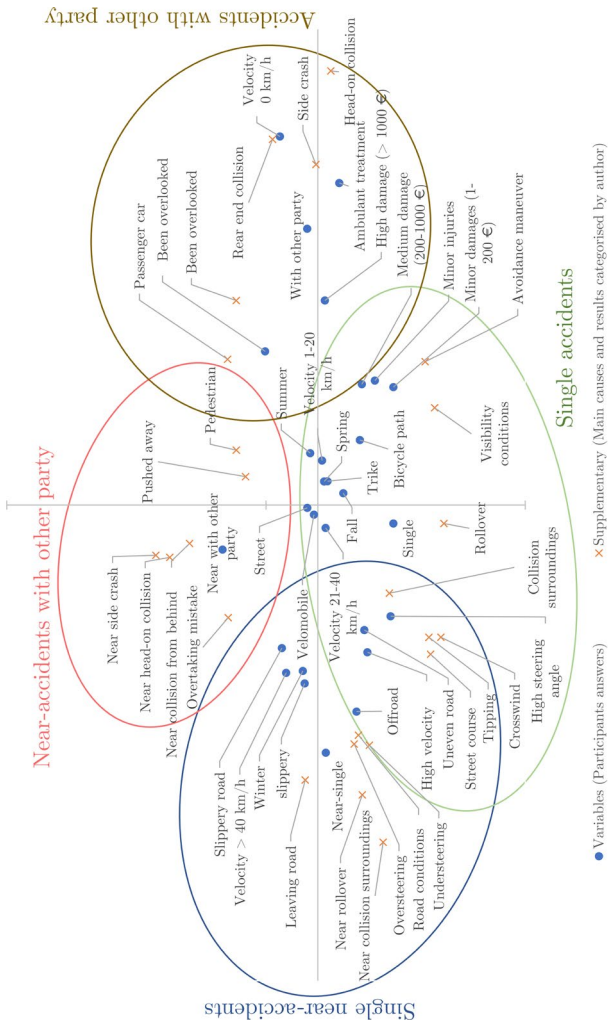 Accidents with other party
Near-accidents with other party
Single accidents
Single near-accidents
Near side crash
Near head-on collision
Near collision from behind
Overtaking mistake
Near with other
party
Street
Pushed away
Pedestrian
Summer
Passenger car
Been overlooked
Been overlooked
Rear end collision
Velocity
0 km/h
Side crash
With other party
Head-on collision
Ambulant treatment
High damage (> 1000 €)
Medium damage
(200-1000 €)
Minor injuries
Minor damages (1-
200 €)
Avoidance maneuver
Velocity 1-20
km/h
Spring
Trike
Bicycle path
Visibility
conditions
Fall
Single
Rollover
Velomobile
Velocity 21-40
km/h
Collision
surroundings
High steering
angle
Crosswind
Tipping
Street course
Uneven road
High velocity
Offroad
Slippery road
Velocity > 40 km/h
Winter
slippery
Leaving road
Near-single
Near rollover
Near collision surroundings
Oversteering
Road conditions
Understeering
Variables (Participants answers)
Supplementary (Main causes and results categorised by author)